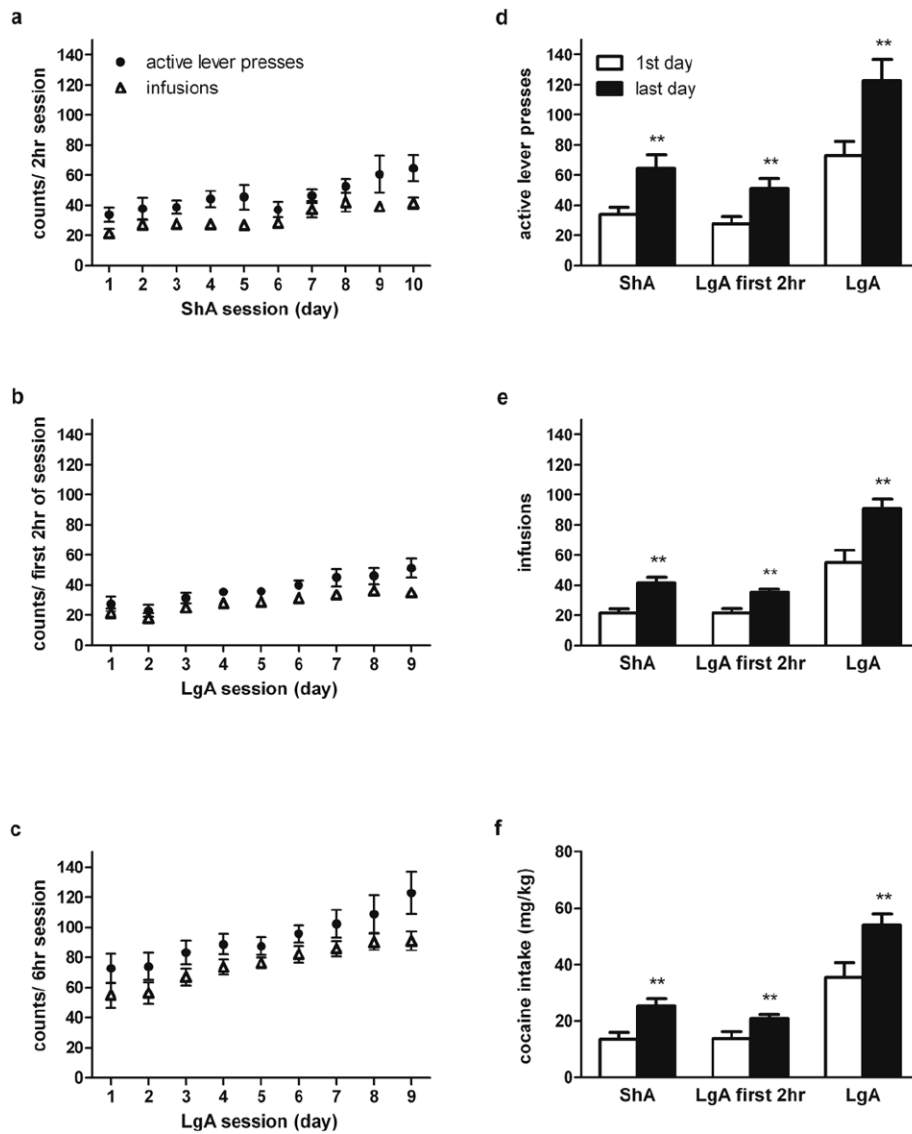 a
counts/ 2hr session
140
120
100
80
60
40
20
0
active lever presses
infusions
1 2 3 4 5 6 7 8 9 10
ShA session (day)
b
counts/ first 2hr of session
140
120
100
80
60
40
20
0
1 2 3 4 5 6 7 8 9
LgA session (day)
c
counts/ 6hr session
140
120
100
80
60
40
20
0
1 2 3 4 5 6 7 8 9
LgA session (day)
d
active lever presses
140
120
100
80
60
40
20
0
1st day
last day
**
**
**
ShA LgA first 2hr LgA
e
infusions
140
120
100
80
60
40
20
0
**
**
**
ShA LgA first 2hr LgA
f
cocaine intake (mg/kg)
80
60
40
20
0
**
**
**
ShA LgA first 2hr LgA